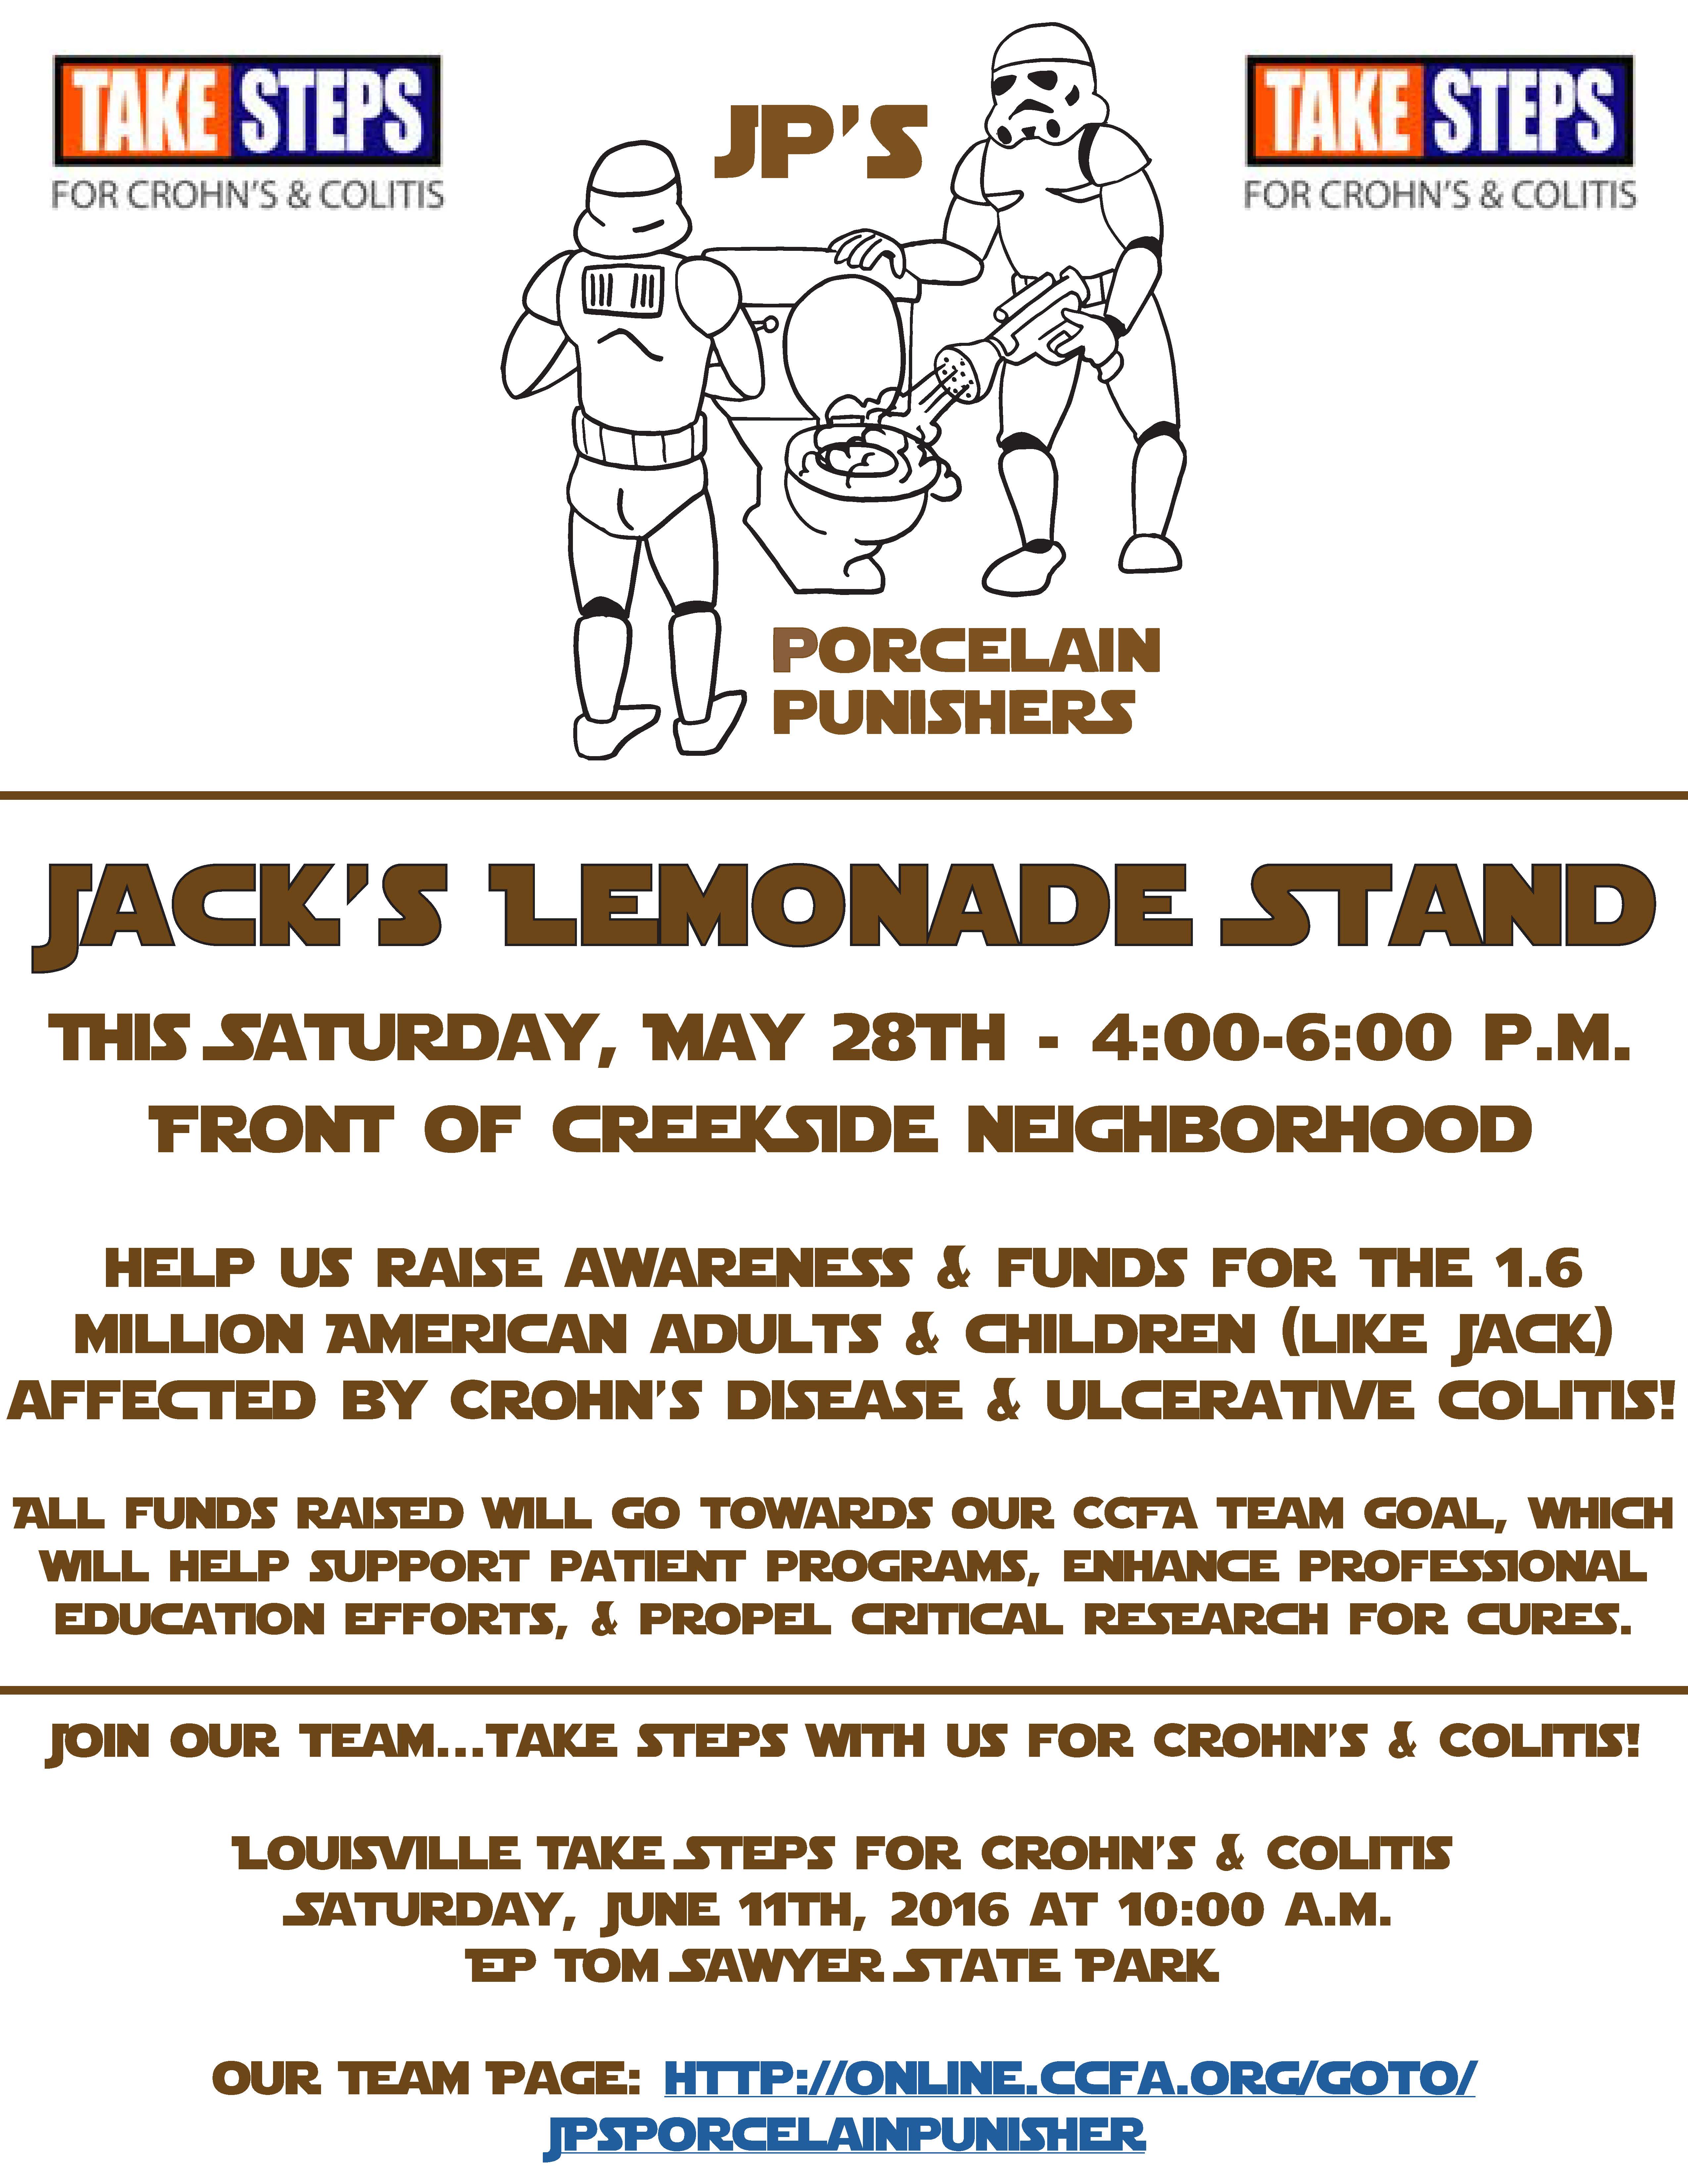 TAKE STEPS
FOR CROHN'S & COLITIS
JP'S
TAKE STEPS
FOR CROHN'S & COLITIS
PORCELAIN
PUNISHERS
Jack's Lemonade Stand
This Saturday, May 28th - 4:00-6:00 p.m.
Front of Creekside Neighborhood
Help us raise awareness & funds for the 1.6
million American adults & children (like Jack)
affected by Crohn's Disease & Ulcerative Colitis!
All funds raised will go towards our CCFA team goal, which
will help support patient programs, enhance professional
education efforts, & propel critical research for cures.
Join our team...take steps with us for Crohn's & Colitis!
Louisville Take Steps for Crohn's & Colitis
Saturday, June 11th, 2016 at 10:00 a.m.
EP Tom Sawyer State Park
Our Team Page: http://online.ccfa.org/goto/
JPsPorcelainPunisher